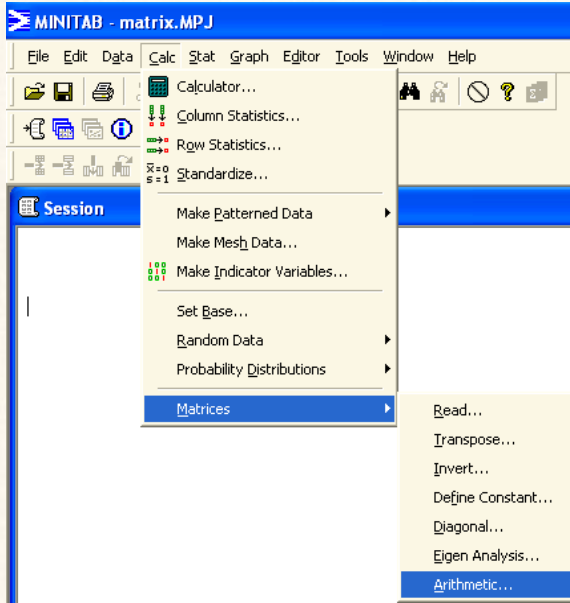 MINITAB - matrix.MPJ
File Edit Data Calc Stat Graph Editor Tools Window Help
Calculator...
Column Statistics...
Row Statistics...
x̄=0
s=1 Standardize...
Session
Make Patterned Data
Make Mesh Data...
Make Indicator Variables...
Set Base...
Random Data
Probability Distributions
Matrices
Read...
Transpose...
Invert...
Define Constant...
Diagonal...
Eigen Analysis...
Arithmetic...